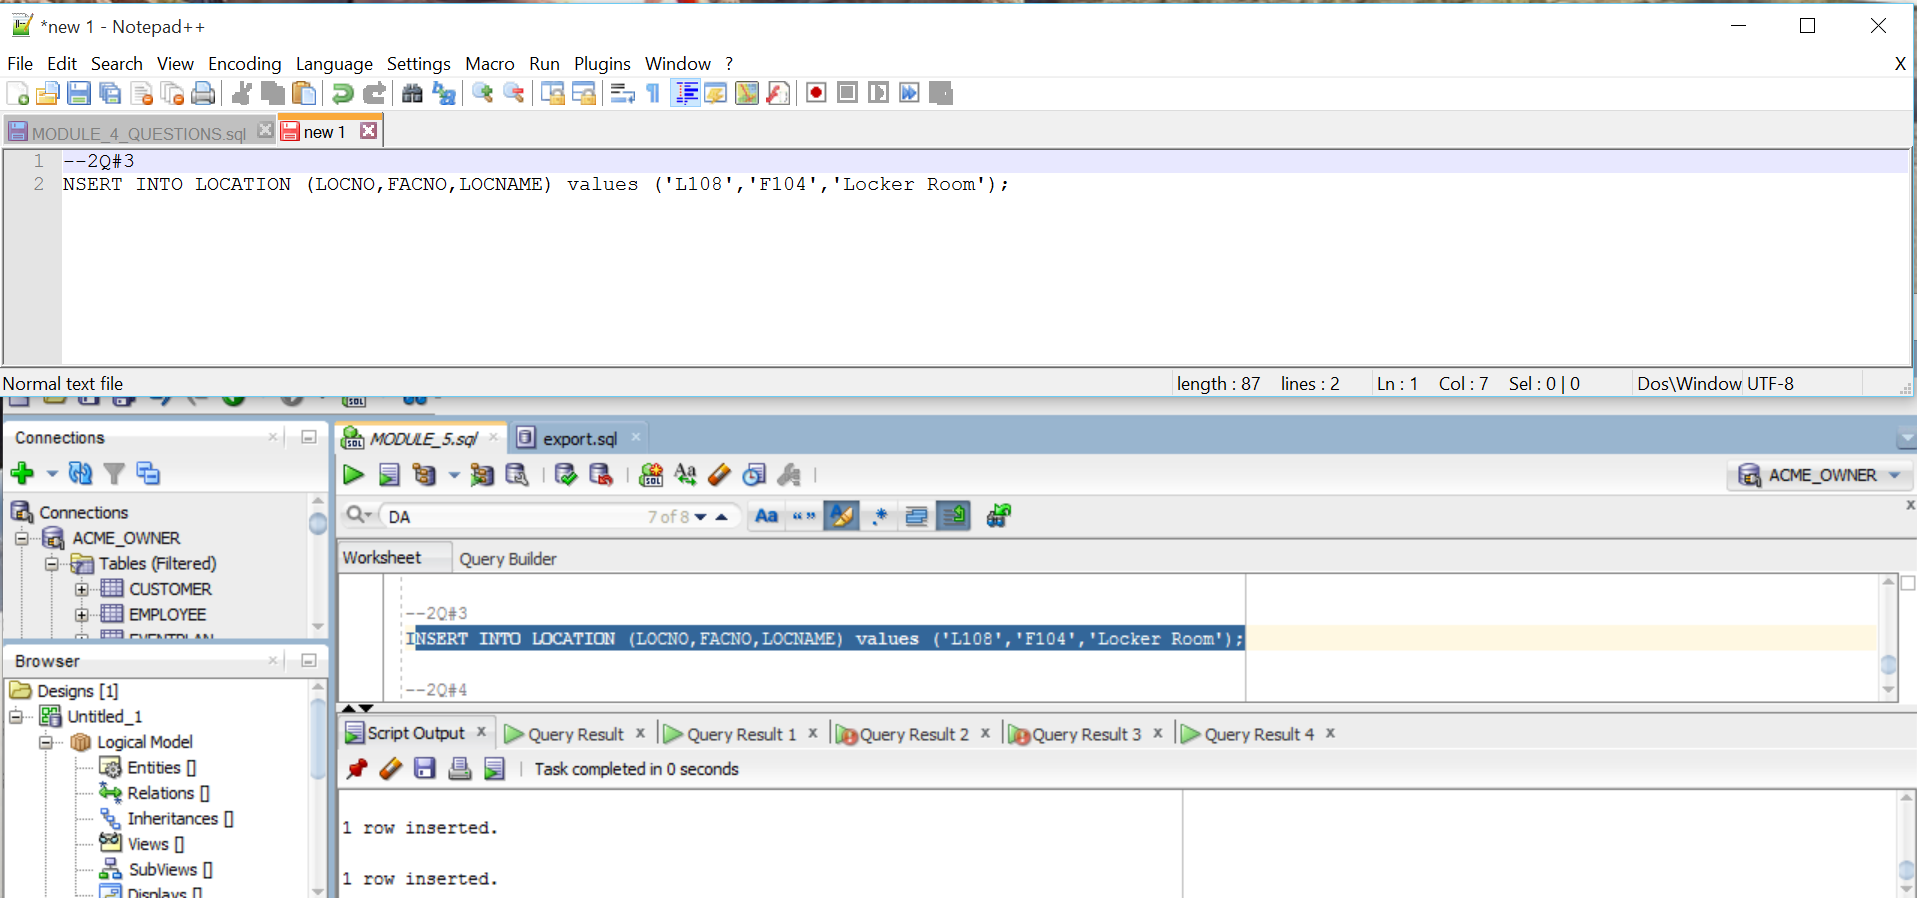 *new 1 - Notepad++
File Edit Search View Encoding Language Settings Macro Run Plugins Window ? X
MODULE_4_QUESTIONS.sql new 1
1 --2Q#3
2 NSERT INTO LOCATION (LOCNO,FACNO,LOCNAME) values ('L108','F104','Locker Room');
Normal text file length : 87 lines : 2 Ln : 1 Col : 7 Sel : 0 | 0 Dos\Window UTF-8
Connections
MODULE_5.sql export.sql
ACME_OWNER
DA 7 of 8 Aa
Connections
ACME_OWNER
Tables (Filtered)
CUSTOMER
EMPLOYEE
EVENTPLAN
Worksheet Query Builder
--2Q#3
INSERT INTO LOCATION (LOCNO,FACNO,LOCNAME) values ('L108','F104','Locker Room');
--2Q#4
Browser
Designs [1]
Untitled_1
Logical Model
Entities []
Relations []
Inheritances []
Views []
SubViews []
Displays []
Script Output x Query Result x Query Result 1 x Query Result 2 x Query Result 3 x Query Result 4 x
Task completed in 0 seconds
1 row inserted.
1 row inserted.